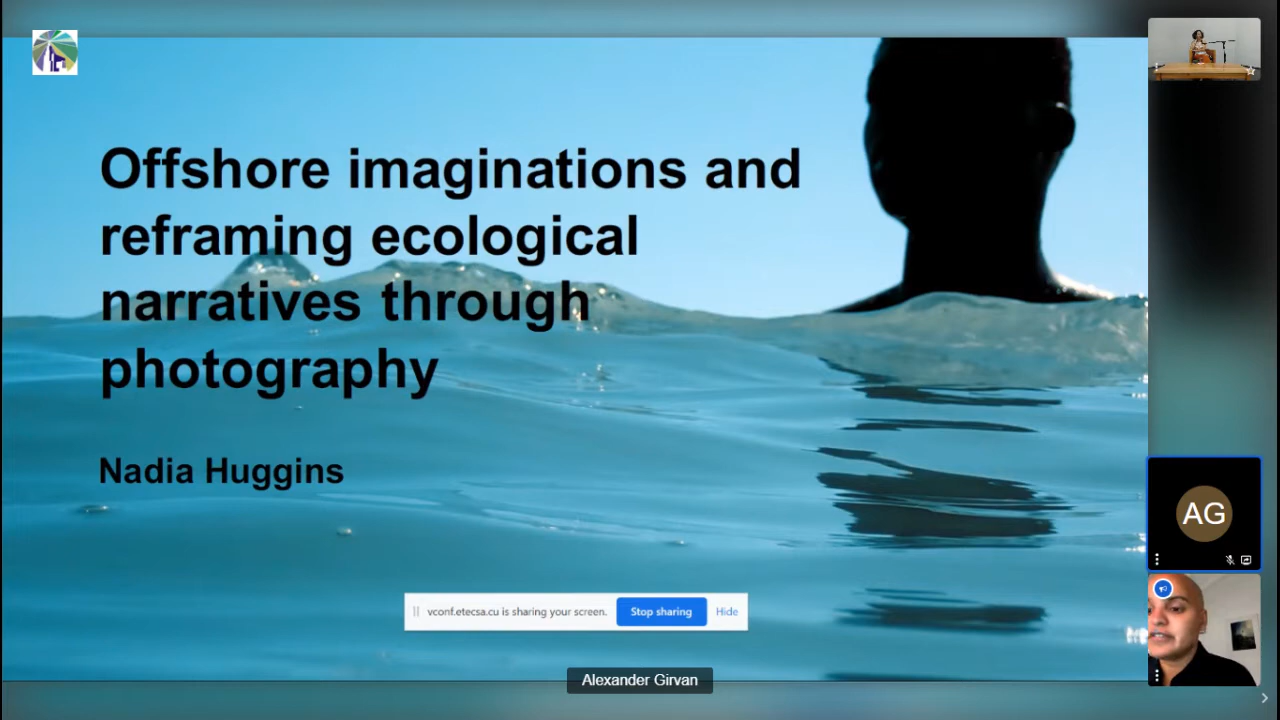 Offshore imaginations and
reframing ecological
narratives through
photography
Nadia Huggins
AG
vconf.etecsa.cu is sharing your screen.
Stop sharing
Hide
Alexander Girvan